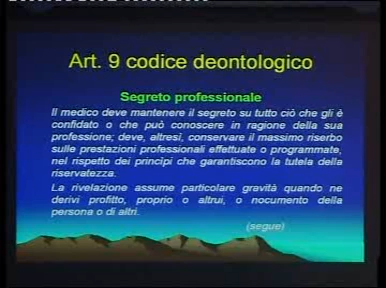 Art. 9 codice deontologico
Segreto professionale
Il medico deve mantenere il segreto su tutto ciò che gli è
confidato o che può conoscere in ragione della sua
professione; deve, altresì, conservare il massimo riserbo
sulle prestazioni professionali effettuate o programmate,
nel rispetto dei principi che garantiscono la tutela della
riservatezza.
La rivelazione assume particolare gravità quando ne
derivi profitto, proprio o altrui, o nocumento della
persona o di altri.
(segue)